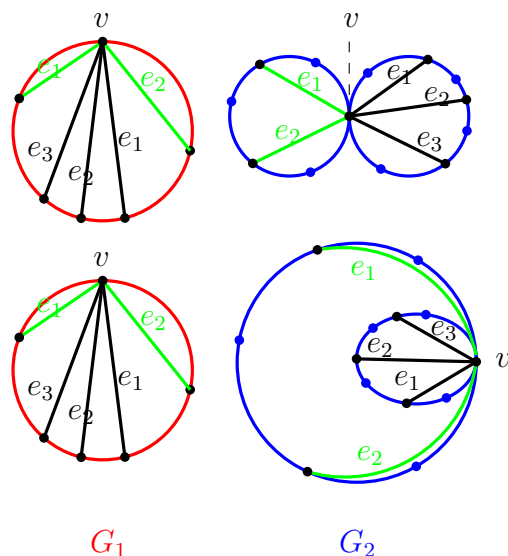 v v
e₁ e₂ e₃ e₂ e₁ e₁ e₂ e₁ e₂ e₃
v
e₁ e₂ e₃ e₂ e₁ e₁ e₃ e₂ e₁ e₂ v
G₁ G₂